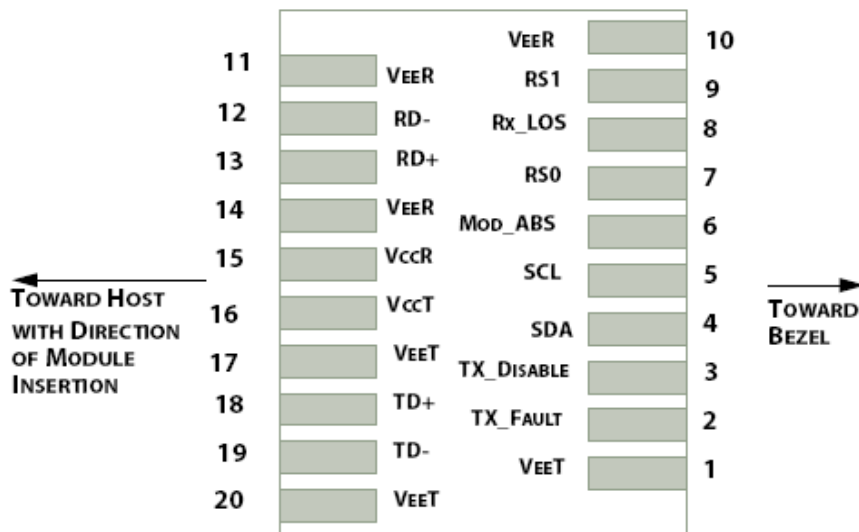 11 VEER
12 RD-
13 RD+
14 VEER
15 VCCR
16 VCCT
17 VEET
18 TD+
19 TD-
20 VEET
VEER 10
RS1 9
Rx_LOS 8
RS0 7
MOD_ABS 6
SCL 5
SDA 4
TX_DISABLE 3
TX_FAULT 2
VEET 1
TOWARD HOST
WITH DIRECTION
OF MODULE
INSERTION
TOWARD
BEZEL